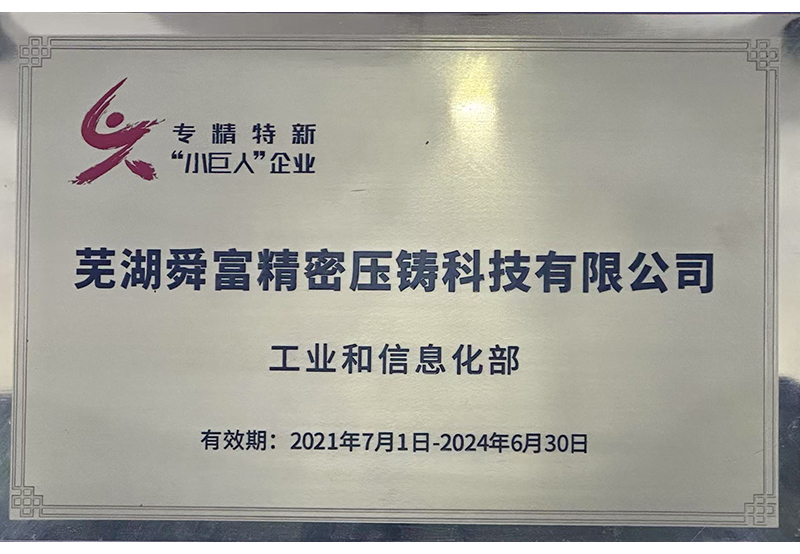 专精特新
“小巨人”企业
芜湖舜富精密压铸科技有限公司
工业和信息化部
有效期：2021年7月1日-2024年6月30日